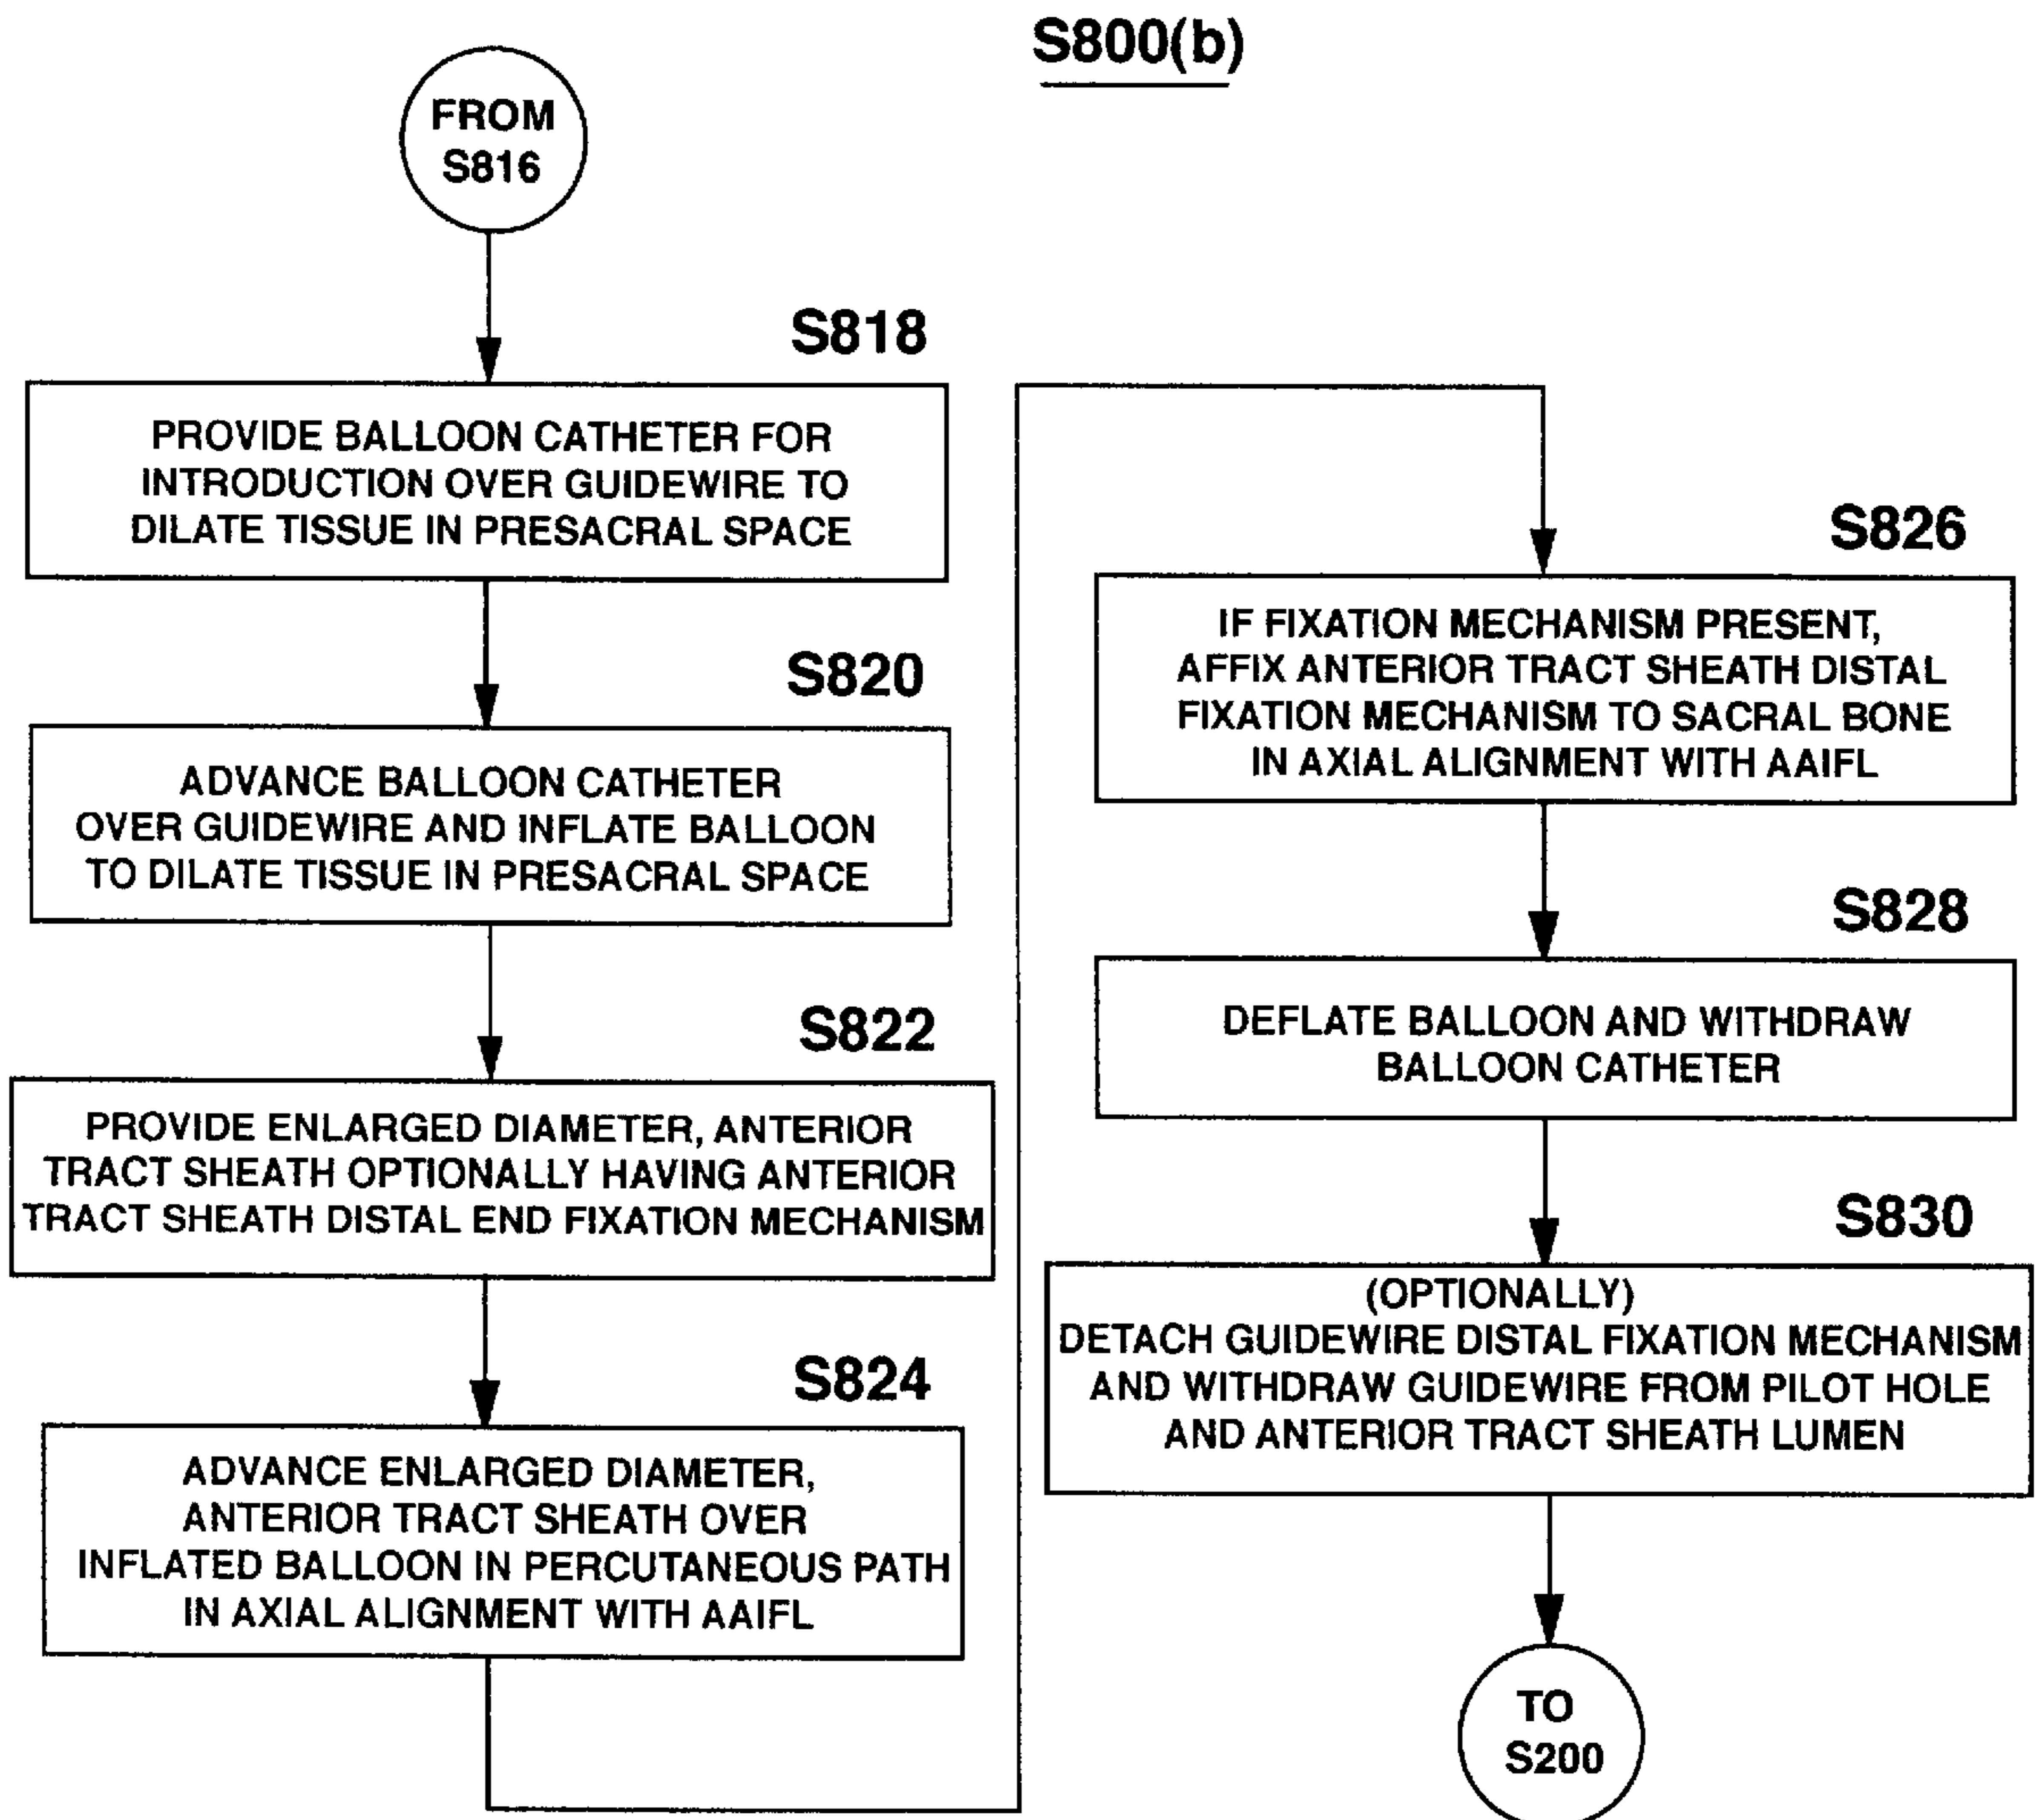 S800(b)
FROM
S816
S818
PROVIDE BALLOON CATHETER FOR
INTRODUCTION OVER GUIDEWIRE TO
DILATE TISSUE IN PRESACRAL SPACE
S820
ADVANCE BALLOON CATHETER
OVER GUIDEWIRE AND INFLATE BALLOON
TO DILATE TISSUE IN PRESACRAL SPACE
S822
PROVIDE ENLARGED DIAMETER, ANTERIOR
TRACT SHEATH OPTIONALLY HAVING ANTERIOR
TRACT SHEATH DISTAL END FIXATION MECHANISM
S824
ADVANCE ENLARGED DIAMETER,
ANTERIOR TRACT SHEATH OVER
INFLATED BALLOON IN PERCUTANEOUS PATH
IN AXIAL ALIGNMENT WITH AAIFL
S826
IF FIXATION MECHANISM PRESENT,
AFFIX ANTERIOR TRACT SHEATH DISTAL
FIXATION MECHANISM TO SACRAL BONE
IN AXIAL ALIGNMENT WITH AAIFL
S828
DEFLATE BALLOON AND WITHDRAW
BALLOON CATHETER
S830
(OPTIONALLY)
DETACH GUIDEWIRE DISTAL FIXATION MECHANISM
AND WITHDRAW GUIDEWIRE FROM PILOT HOLE
AND ANTERIOR TRACT SHEATH LUMEN
TO
S200